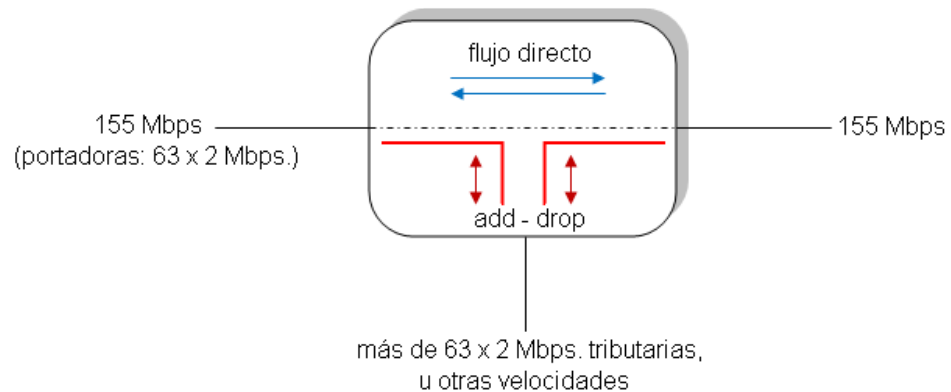 flujo directo
155 Mbps
(portadoras: 63 x 2 Mbps.)
155 Mbps
add - drop
más de 63 x 2 Mbps. tributarias,
u otras velocidades